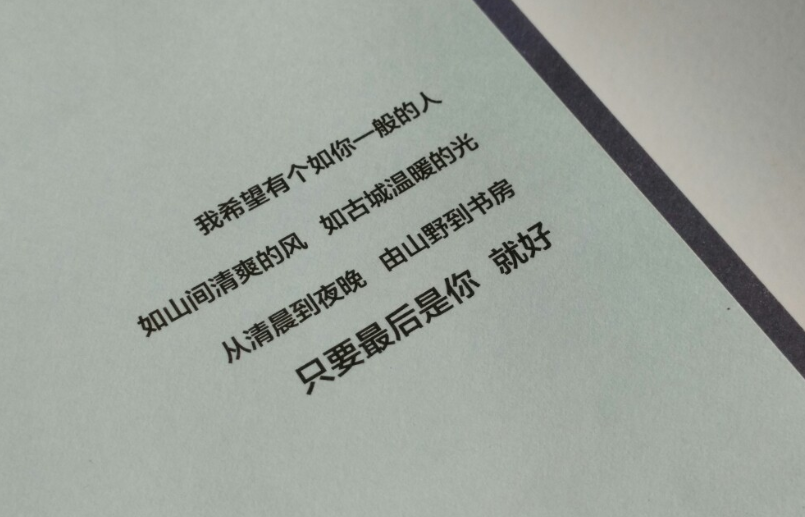 我希望有个如你一般的人
如山间清爽的风 如古城温暖的光
从清晨到夜晚 由山野到书房
只要最后是你 就好